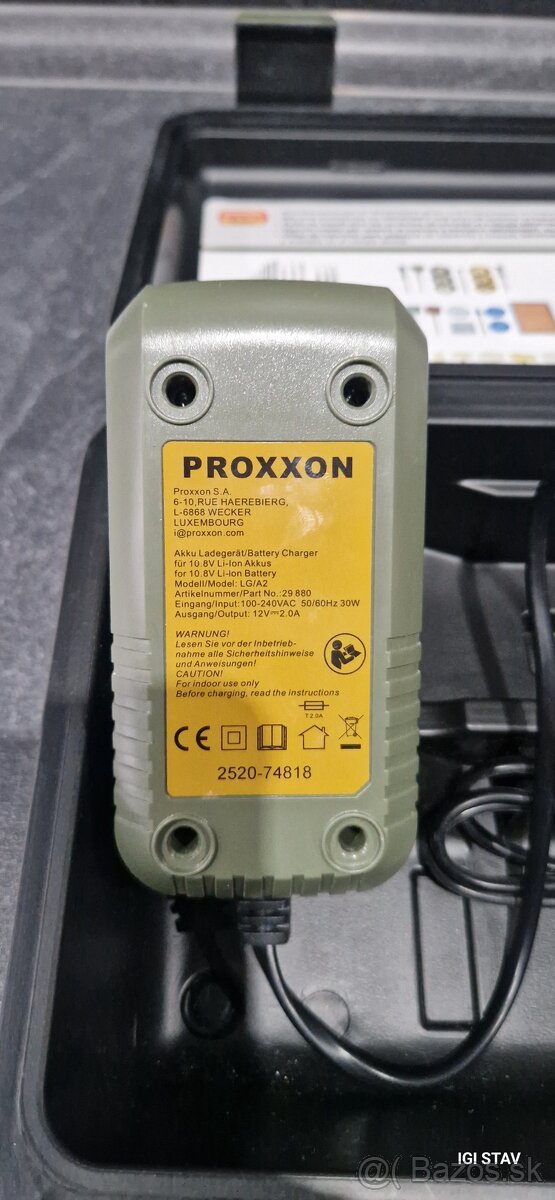 PROXXON
Proxxon S.A.
6-10,RUE HAEREBIERG,
L-6868 WECKER
LUXEMBOURG
i@proxxon.com
Akku Ladegerät/Battery Charger
für 10.8V Li-Ion Akkus
for 10.8V Li-Ion Battery
Modell/Model: LG/A2
Artikelnummer/Part No.:29 880
Eingang/Input:100-240VAC 50/60Hz 30W
Ausgang/Output: 12V⎓2.0A
WARNUNG!
Lesen Sie vor der Inbetrieb-
nahme alle Sicherheitshinweise
und Anweisungen!
CAUTION!
For indoor use only
Before charging, read the instructions
T 2.0A
CE
2520-74818
IGI STAV
@( Bazos.sk